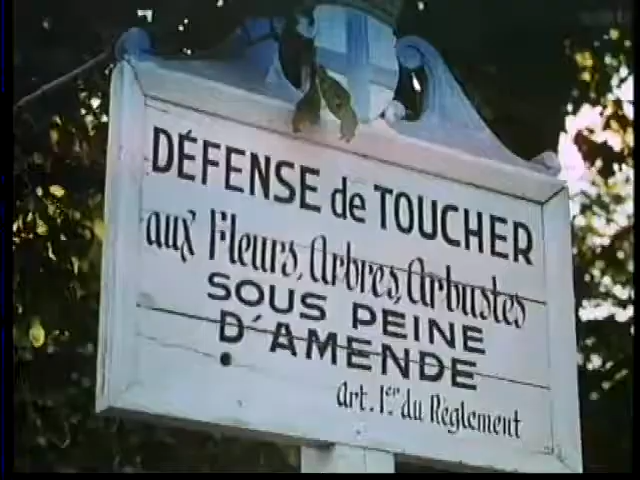 DÉFENSE de TOUCHER
aux Fleurs, Arbres, Arbustes
SOUS PEINE
D'AMENDE
Art. 1er du Règlement